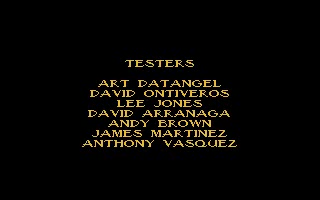 TESTERS
ART DATANGEL
DAVID ONTIVEROS
LEE JONES
DAVID ARRANAGA
ANDY BROWN
JAMES MARTINEZ
ANTHONY VASQUEZ